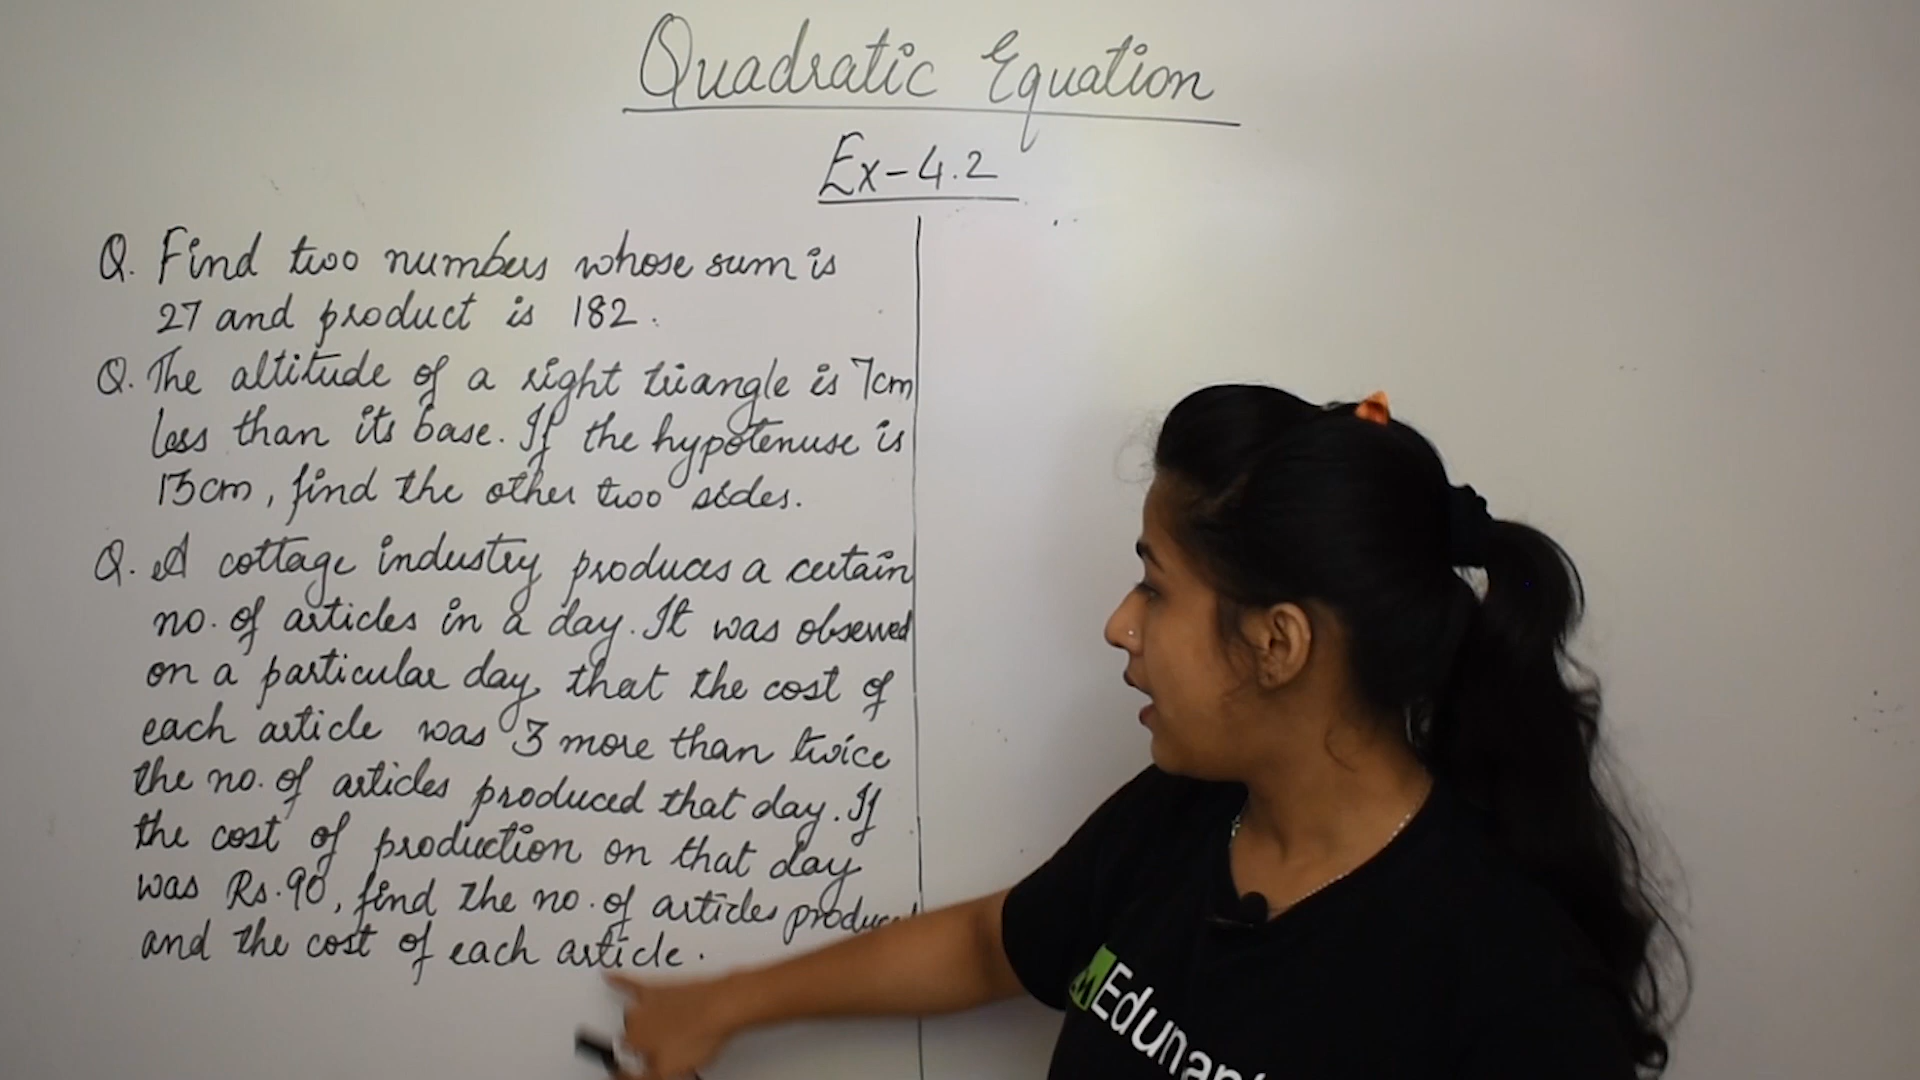 Quadratic Equation
Ex-4.2
Q. Find two numbers whose sum is
27 and product is 182.
Q. The altitude of a right triangle is 7cm
less than its base. If the hypotenuse is
13cm, find the other two sides.
Q. A cottage industry produces a certain
no. of articles in a day. It was observed
on a particular day that the cost of
each article was 3 more than twice
the no. of articles produced that day. If
the cost of production on that day
was Rs. 90, find the no. of articles produced
and the cost of each article.